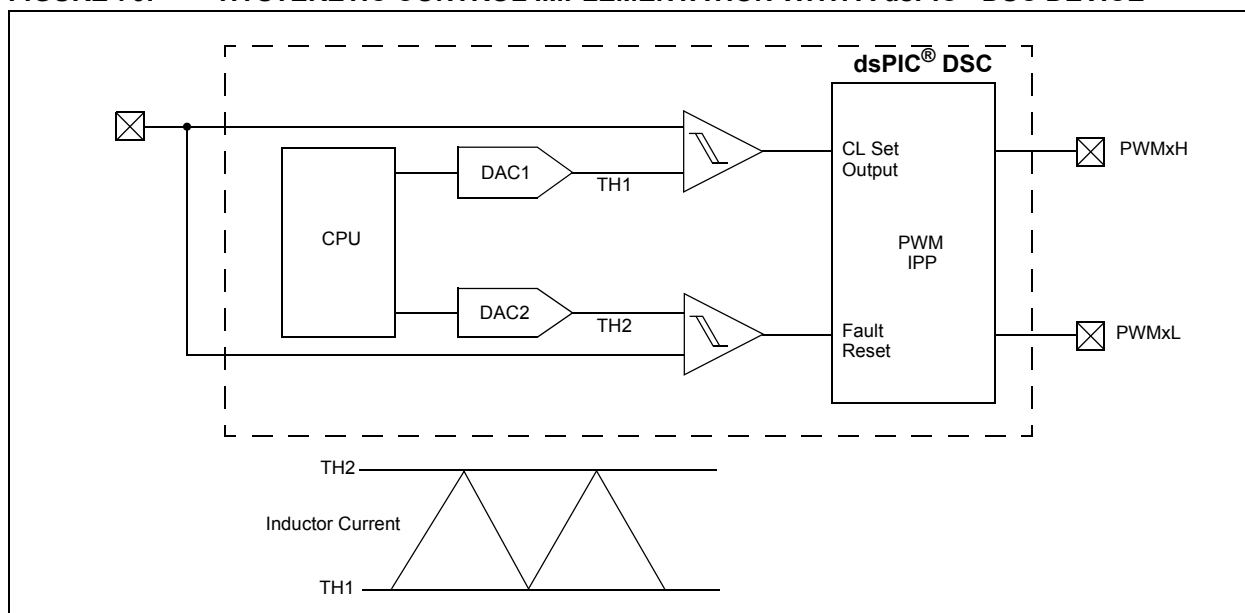 dsPIC® DSC
DAC1
TH1
CL Set
Output
PWMxH
CPU
PWM
IPP
DAC2
TH2
Fault
Reset
PWMxL
TH2
Inductor Current
TH1